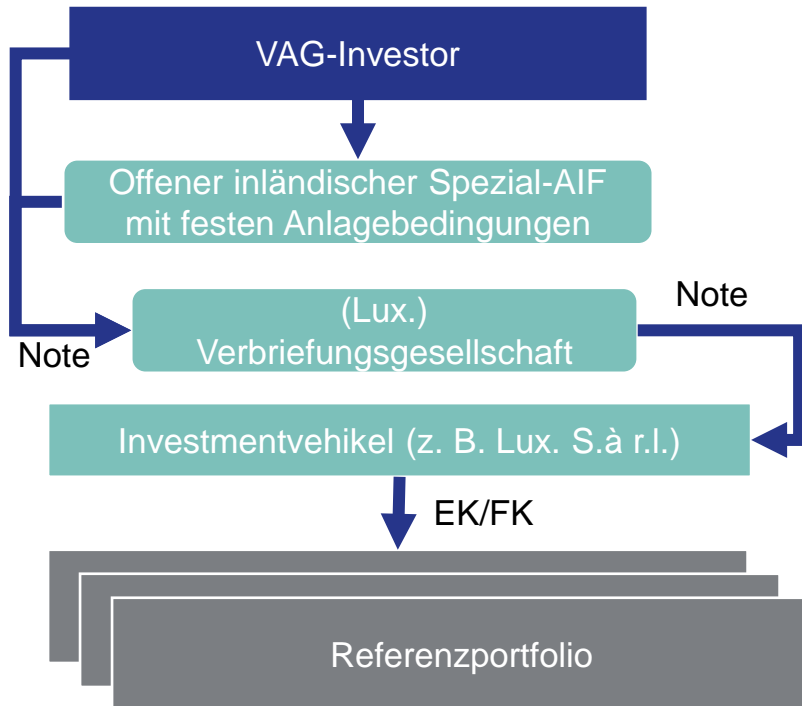 VAG-Investor
Offener inländischer Spezial-AIF
mit festen Anlagebedingungen
Note
(Lux.)
Verbriefungsgesellschaft
Note
Investmentvehikel (z. B. Lux. S.à r.l.)
EK/FK
Referenzportfolio